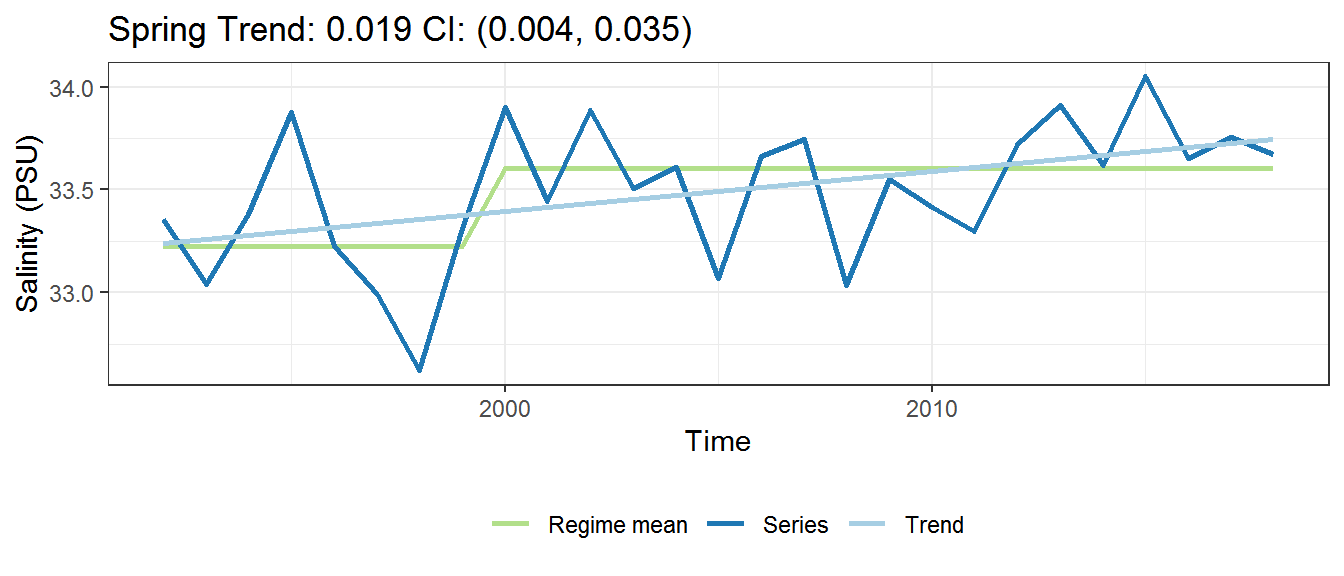 Spring Trend: 0.019 CI: (0.004, 0.035)
Salinity (PSU)
34.0
33.5
33.0
2000 2010
Time
Regime mean Series Trend